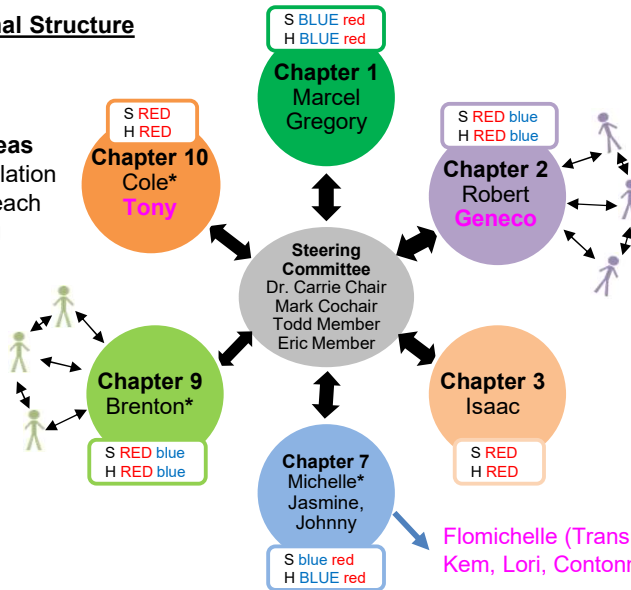 nal Structure
S BLUE red
H BLUE red
Chapter 1
Marcel
Gregory
S RED
H RED
Chapter 10
Cole*
Tony
eas
lation
each
S RED blue
H RED blue
Chapter 2
Robert
Geneco
Steering
Committee
Dr. Carrie Chair
Mark Cochair
Todd Member
Eric Member
Chapter 9
Brenton*
S RED blue
H RED blue
Chapter 3
Isaac
S RED
H RED
Chapter 7
Michelle*
Jasmine,
Johnny
S blue red
H BLUE red
Flomichelle (Trans
Kem, Lori, Contonn